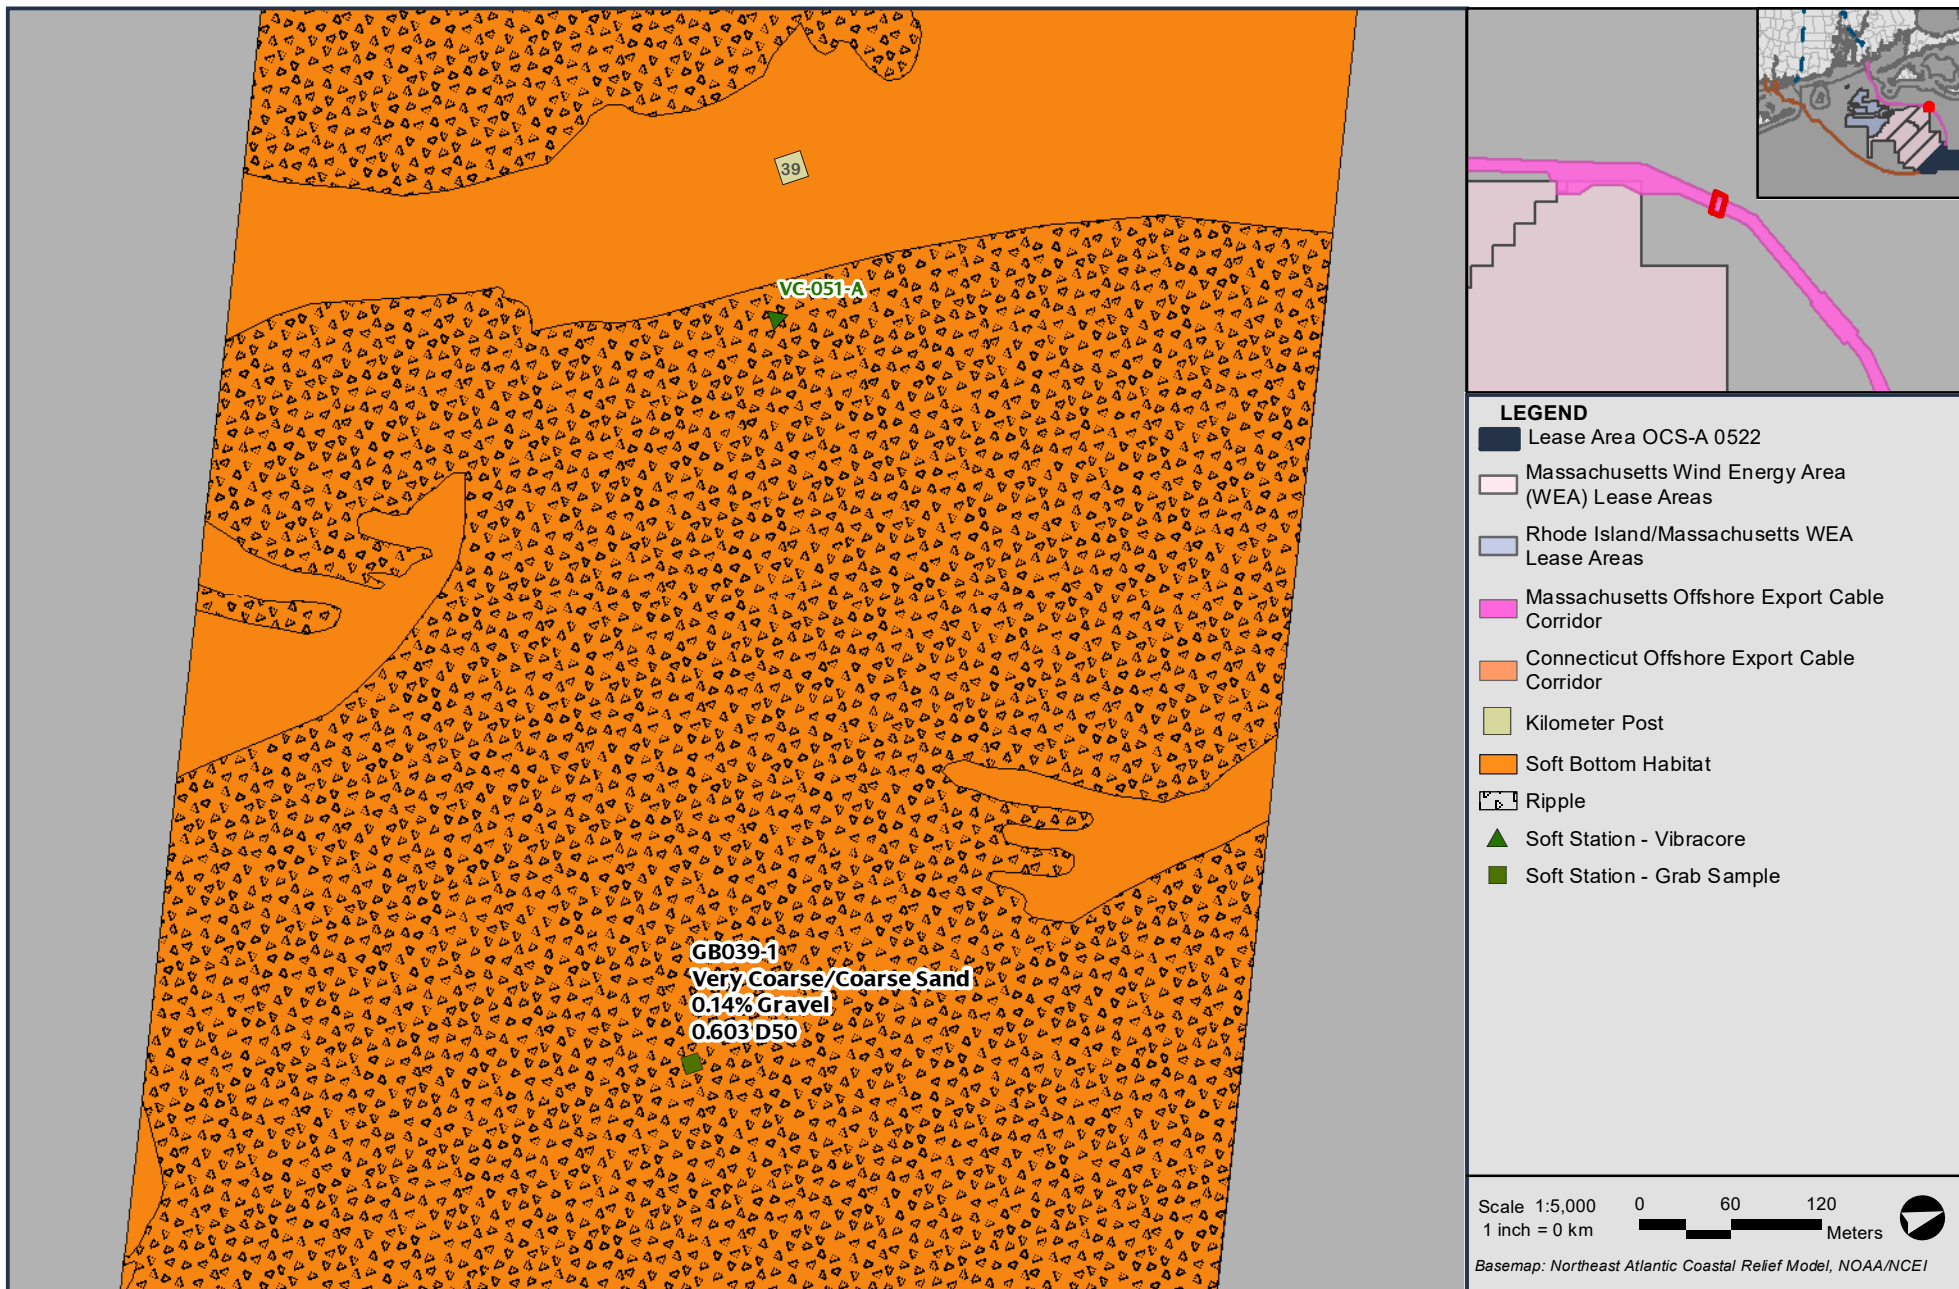 39
VC-051-A
GB039-1
Very Coarse/Coarse Sand
0.14% Gravel
0.603 D50
LEGEND
Lease Area OCS-A 0522
Massachusetts Wind Energy Area
(WEA) Lease Areas
Rhode Island/Massachusetts WEA
Lease Areas
Massachusetts Offshore Export Cable
Corridor
Connecticut Offshore Export Cable
Corridor
Kilometer Post
Soft Bottom Habitat
Ripple
Soft Station - Vibracore
Soft Station - Grab Sample
Scale 1:5,000
1 inch = 0 km
0 60 120
Meters
Basemap: Northeast Atlantic Coastal Relief Model, NOAA/NCEI